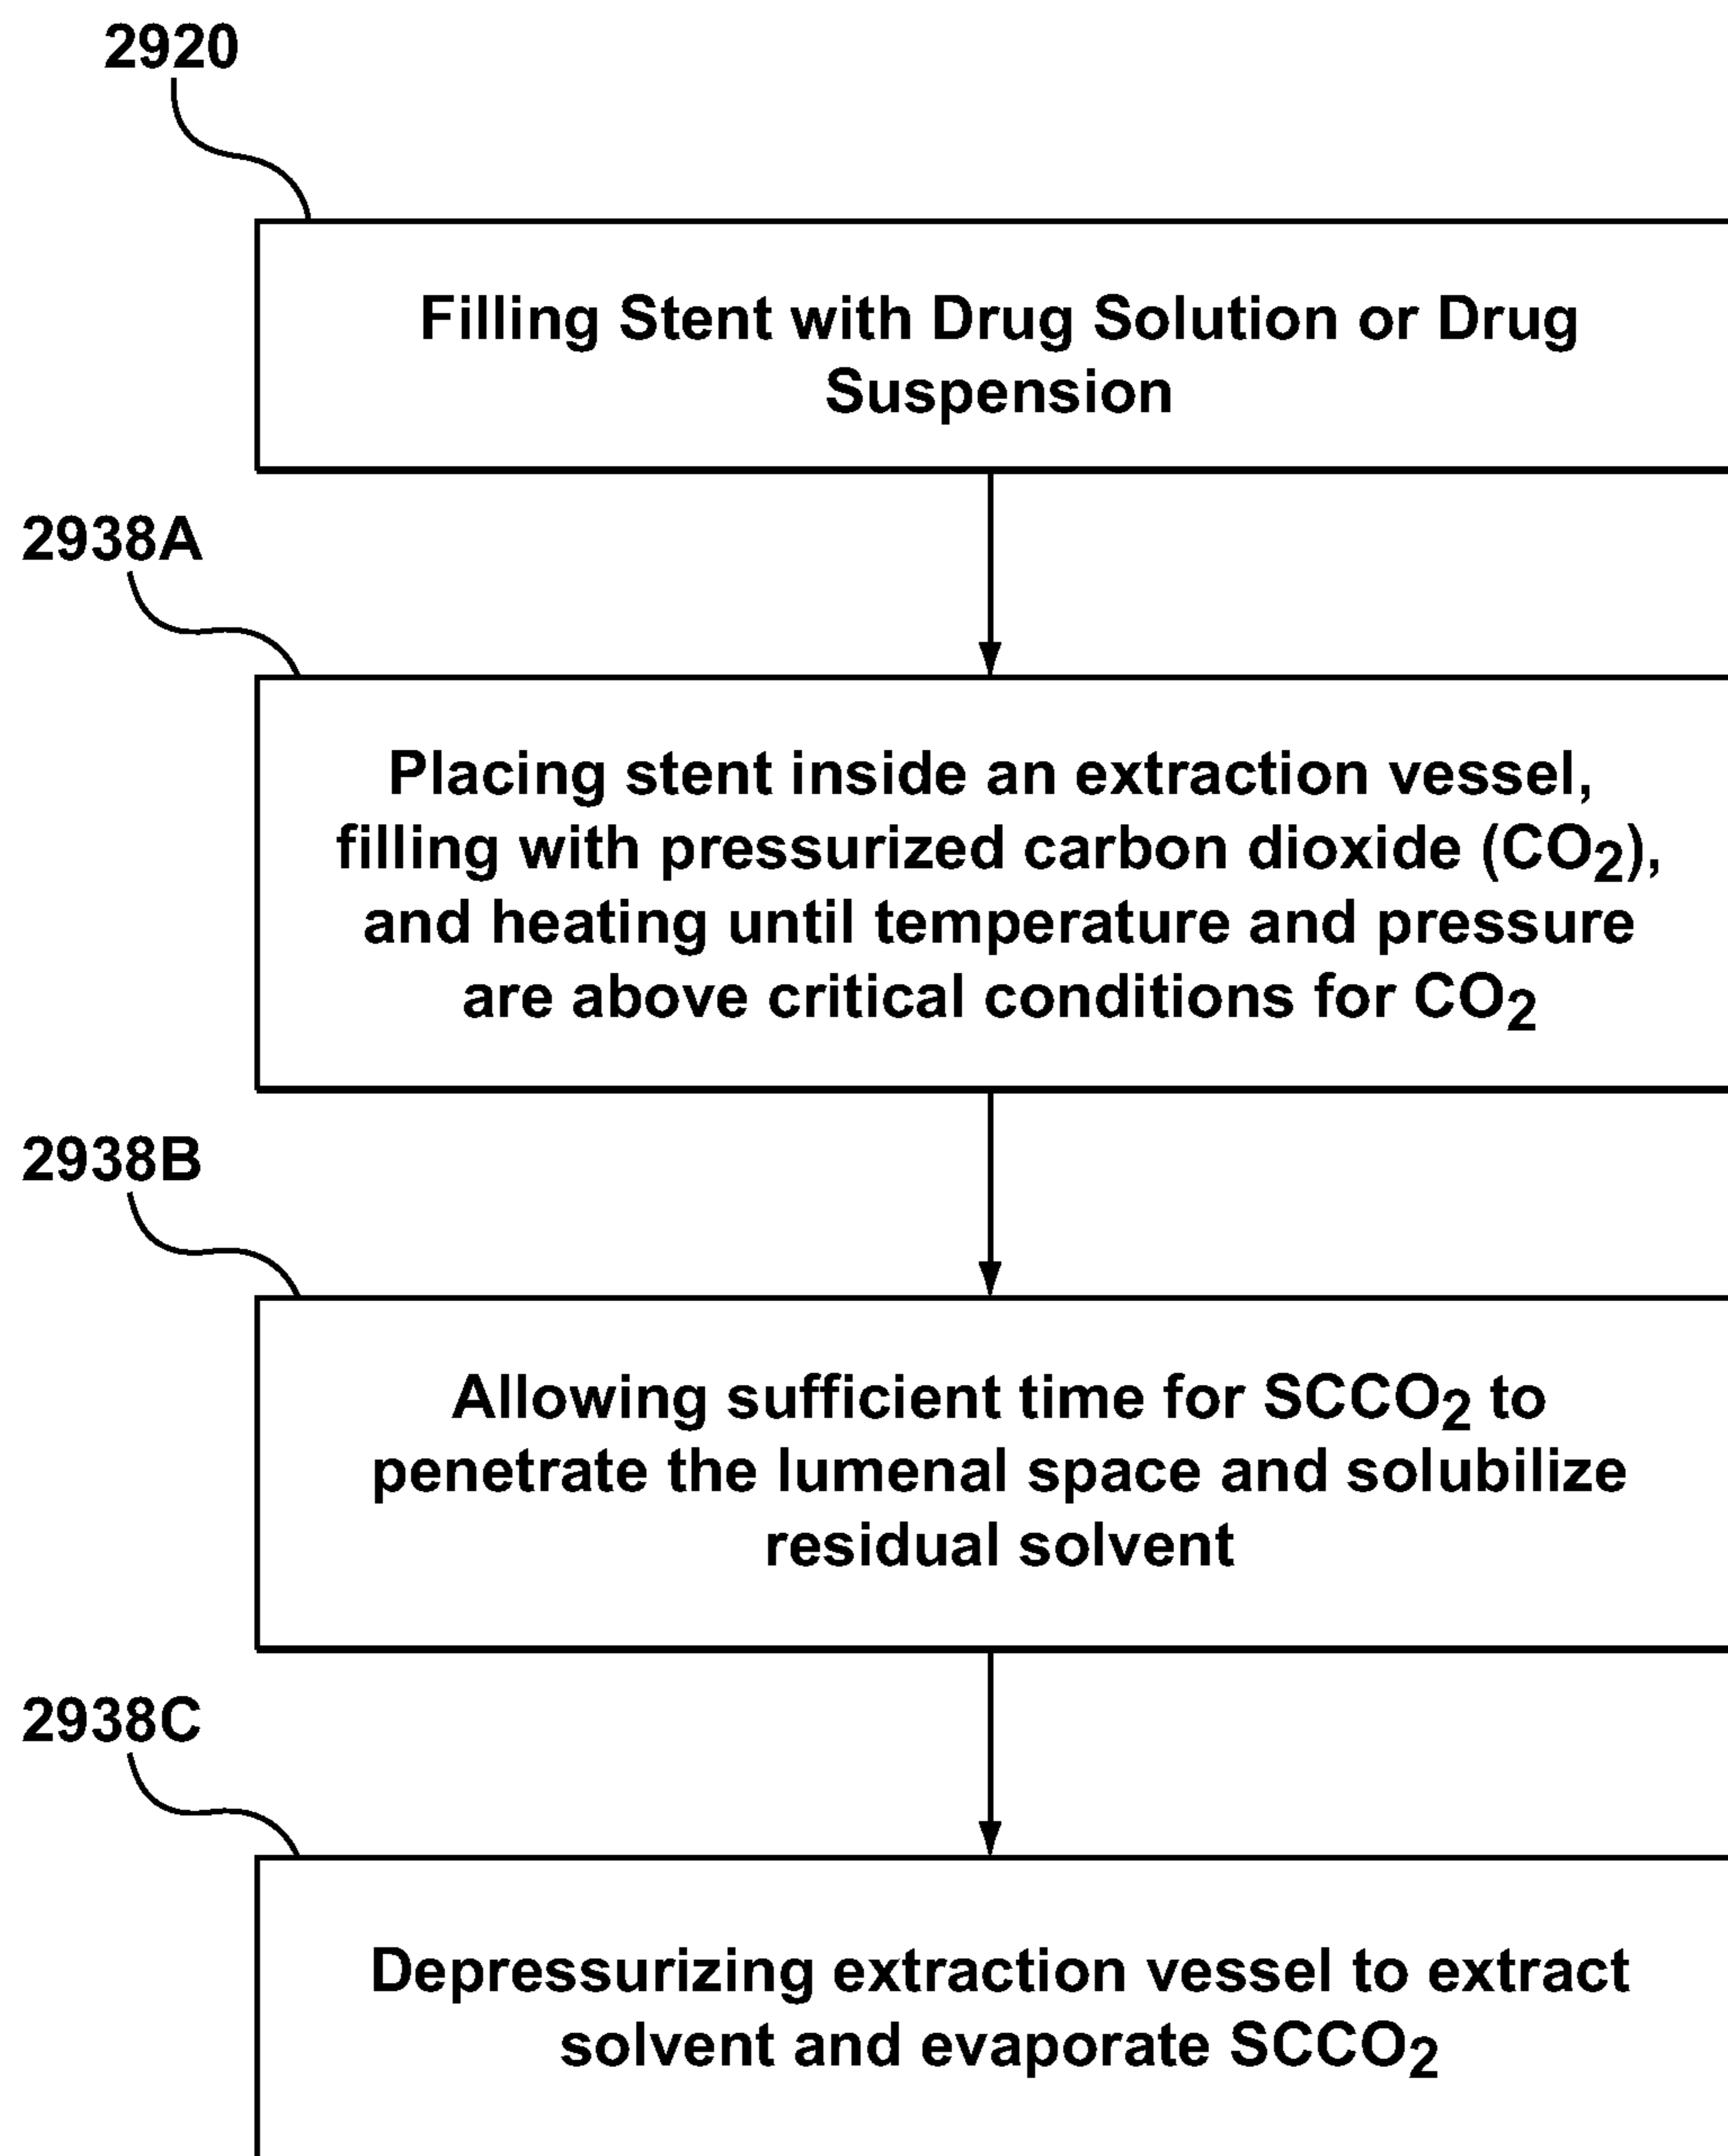 2920
Filling Stent with Drug Solution or Drug
Suspension
2938A
Placing stent inside an extraction vessel,
filling with pressurized carbon dioxide (CO₂),
and heating until temperature and pressure
are above critical conditions for CO₂
2938B
Allowing sufficient time for SCCO₂ to
penetrate the lumenal space and solubilize
residual solvent
2938C
Depressurizing extraction vessel to extract
solvent and evaporate SCCO₂